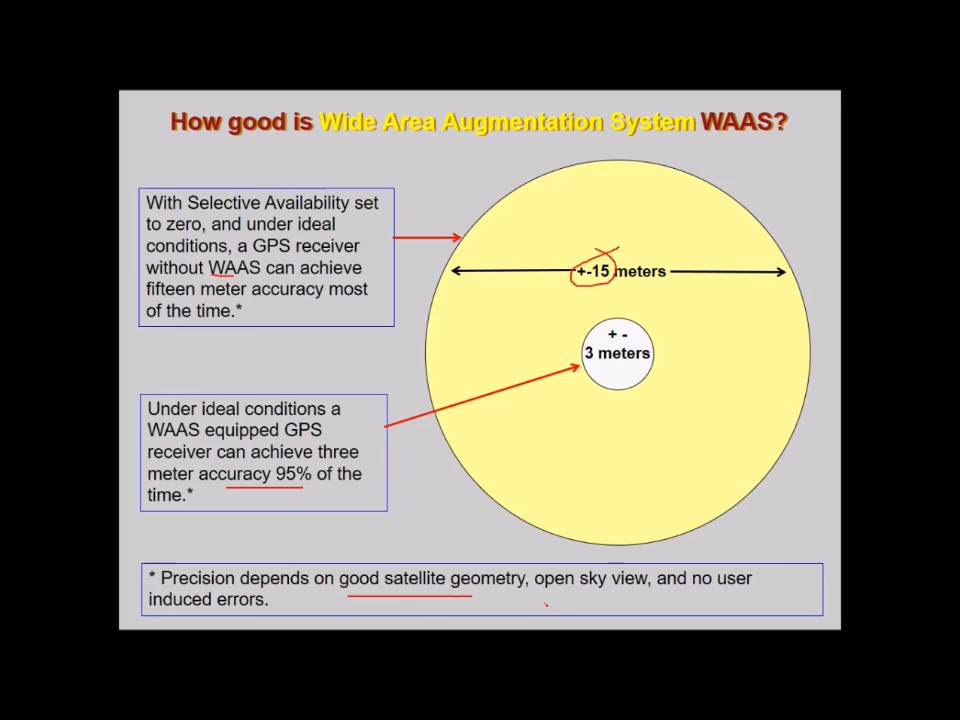 How good is Wide Area Augmentation System WAAS?
With Selective Availability set
to zero, and under ideal
conditions, a GPS receiver
without WAAS can achieve
fifteen meter accuracy most
of the time.*
+-15 meters
+ -
3 meters
Under ideal conditions a
WAAS equipped GPS
receiver can achieve three
meter accuracy 95% of the
time.*
* Precision depends on good satellite geometry, open sky view, and no user
induced errors.